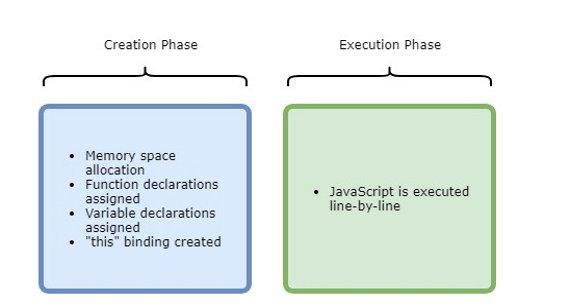 Creation Phase
Execution Phase
• Memory space
allocation
• Function declarations
assigned
• Variable declarations
assigned
• "this" binding created
• JavaScript is executed
line-by-line